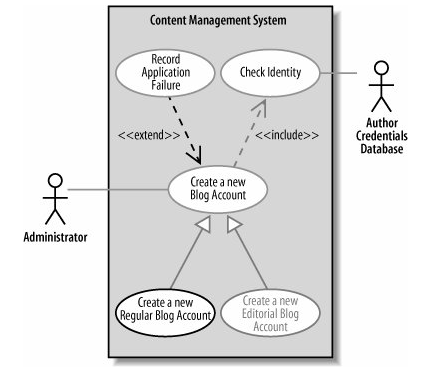 Content Management System
Record
Application
Failure
Check Identity
Author
Credentials
Database
<<extend>>
<<include>>
Create a new
Blog Account
Administrator
Create a new
Regular Blog Account
Create a new
Editorial Blog
Account